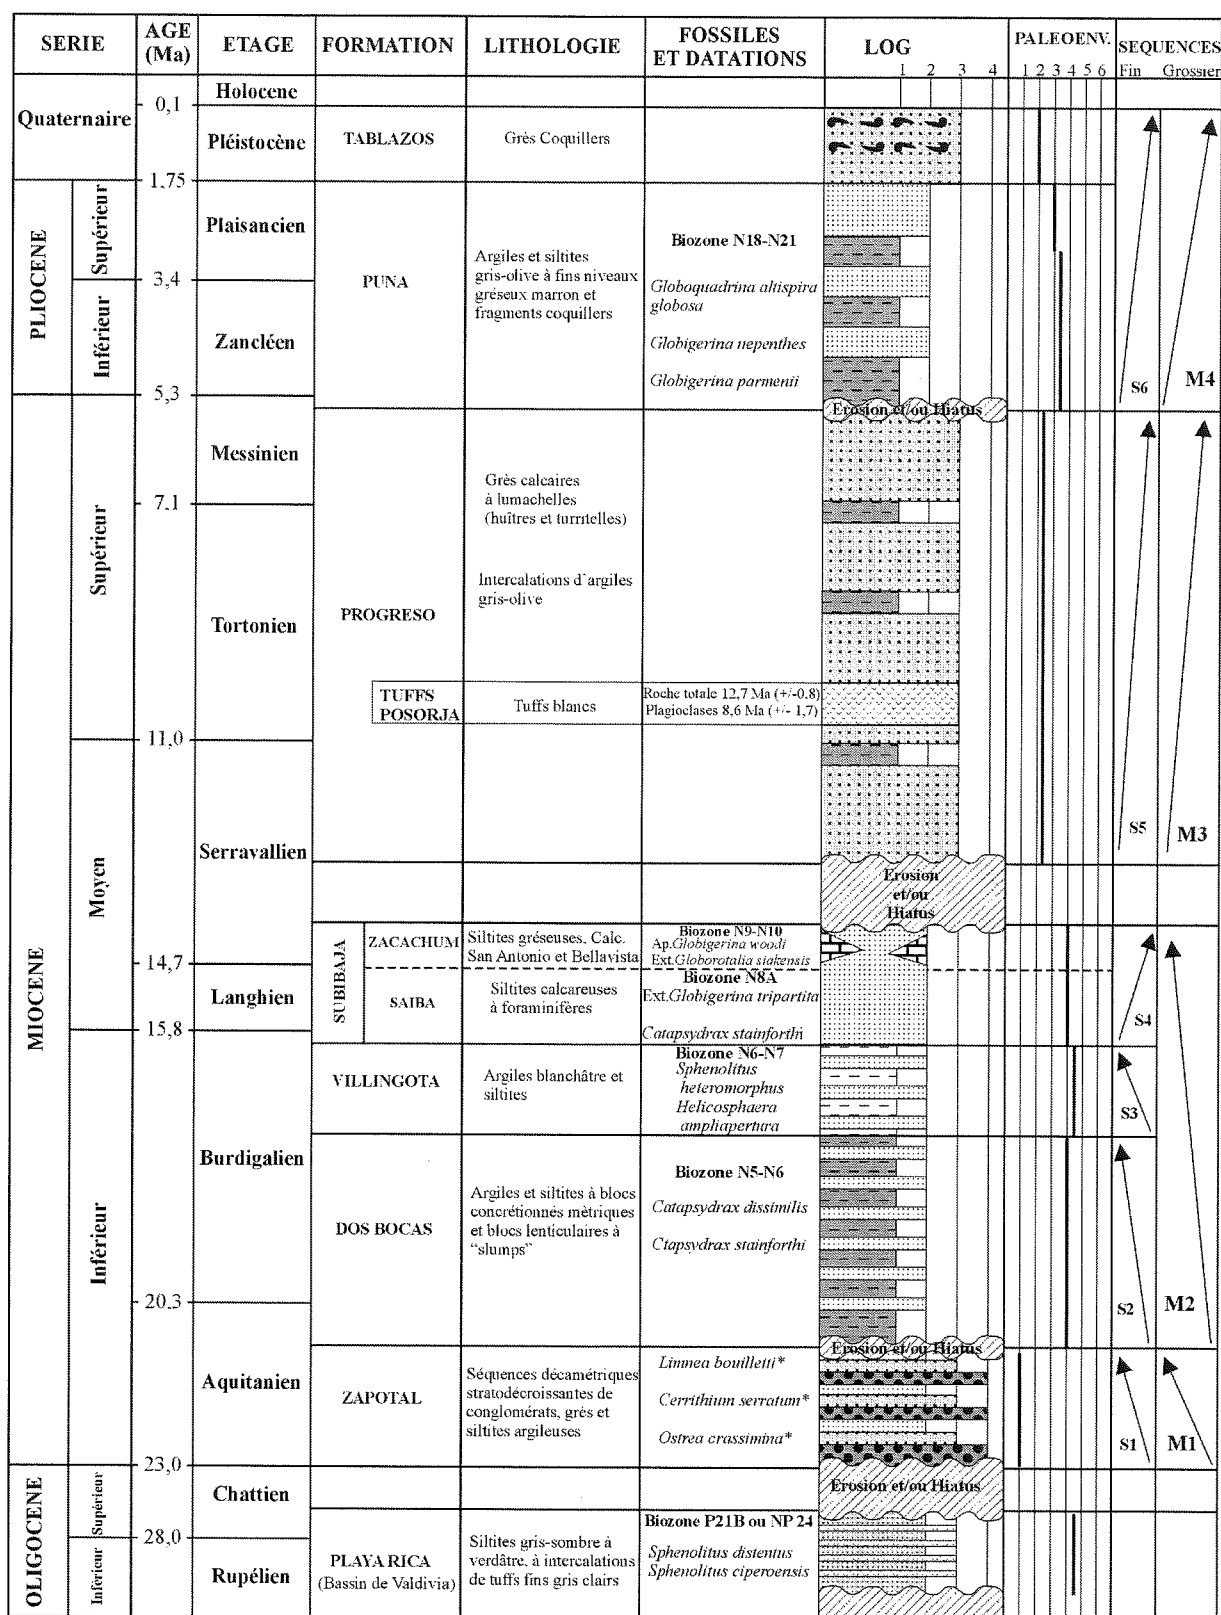 SERIE
AGE
(Ma)
ETAGE
FORMATION
LITHOLOGIE
FOSSILES
ET DATATIONS
LOG
1 2 3 4
PALEOENV.
1 2 3 4 5 6
SEQUENCES
Fin Grossier
Holocene
0,1
Quaternaire
Pléistocène
TABLAZOS
Grès Coquillers
1.75
PLIOCENE
Supérieur
Plaisancien
3,4
Inférieur
Zancléen
5,3
PUNA
Argiles et siltites
gris-olive à fins niveaux
gréseux marron et
fragments coquillers
Biozone N18-N21
Globoquadrina altispira
globosa
Globigerina nepenthes
Globigerina parmenii
S6
M4
Erosion et/ou Hiatus
MIOCENE
Supérieur
Messinien
7,1
Tortonien
11,0
PROGRESO
Grès calcaires
à lumachelles
(huîtres et turritelles)
Intercalations d'argiles
gris-olive
TUFFS
POSORJA
Tuffs blancs
Roche totale 12,7 Ma (+/-0.8)
Plagioclases 8,6 Ma (+/- 1,7)
Moyen
Serravallien
S5
M3
Erosion
et/ou
Hiatus
14,7
Langhien
15,8
SUBIBAJA
ZACACHUM
Siltites gréseuses. Calc.
San Antonio et Bellavista
Biozone N9-N10
Ap.Globigerina woodi
Ext.Globorotalia siakensis
SAIBA
Siltites calcareuses
à foraminifères
Biozone N8A
Ext.Globigerina tripartita
Catapsydrax stainforthi
S4
Inférieur
Burdigalien
VILLINGOTA
Argiles blanchâtre et
siltites
Biozone N6-N7
Sphenolitus
heteromorphus
Helicosphaera
ampliapertura
S3
DOS BOCAS
Argiles et siltites à blocs
concrétionnés mètriques
et blocs lenticulaires à
“slumps”
Biozone N5-N6
Catapsydrax dissimilis
Ctapsydrax stainforthi
20.3
S2
M2
Erosion et/ou Hiatus
Aquitanien
ZAPOTAL
Séquences décamétriques
stratodécroissantes de
conglomérats, grès et
siltites argileuses
Limnea bouilletti*
Cerrithium serratum*
Ostrea crassimina*
S1
M1
23,0
OLIGOCENE
Supérieur
Chattien
Erosion et/ou Hiatus
28,0
Inférieur
Rupélien
PLAYA RICA
(Bassin de Valdivia)
Siltites gris-sombre à
verdâtre, à intercalations
de tuffs fins gris clairs
Biozone P21B ou NP 24
Sphenolitus distentus
Sphenolitus ciperoensis